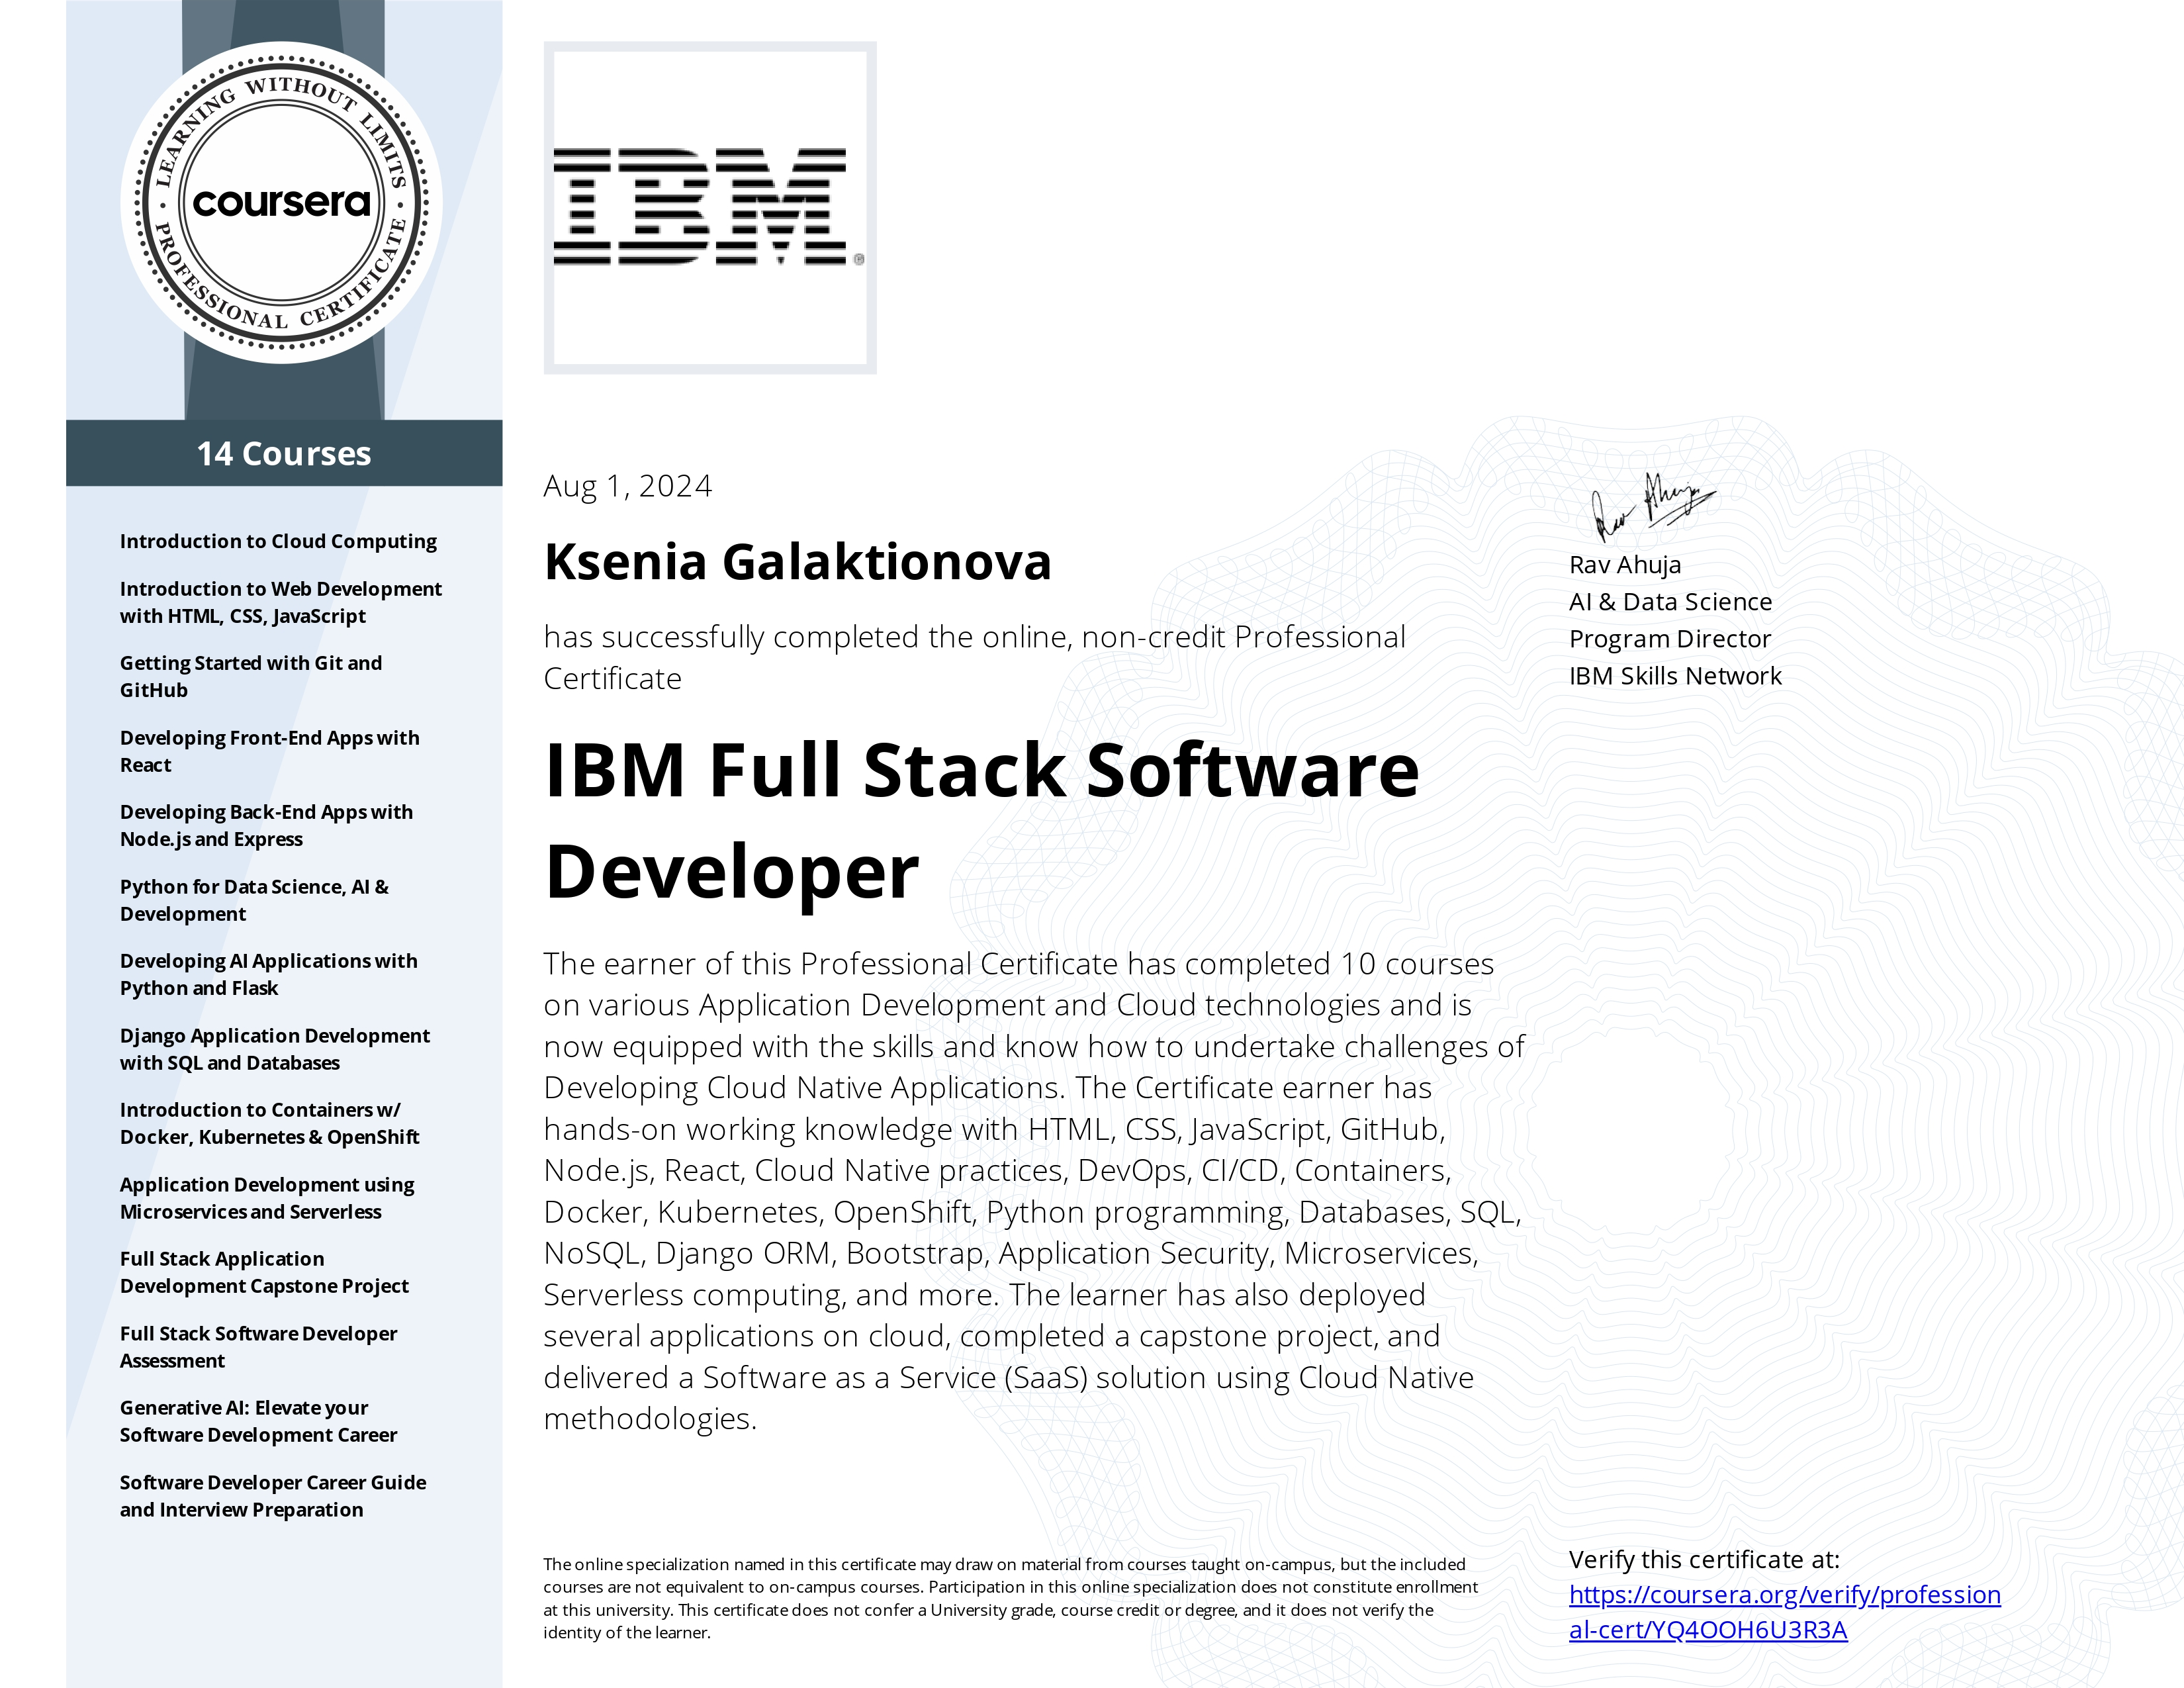 LEARNING WITHOUT LIMITS
coursera
PROFESSIONAL CERTIFICATE
14 Courses
Introduction to Cloud Computing
Introduction to Web Development
with HTML, CSS, JavaScript
Getting Started with Git and
GitHub
Developing Front-End Apps with
React
Developing Back-End Apps with
Node.js and Express
Python for Data Science, AI &
Development
Developing AI Applications with
Python and Flask
Django Application Development
with SQL and Databases
Introduction to Containers w/
Docker, Kubernetes & OpenShift
Application Development using
Microservices and Serverless
Full Stack Application
Development Capstone Project
Full Stack Software Developer
Assessment
Generative AI: Elevate your
Software Development Career
Software Developer Career Guide
and Interview Preparation
IBM®
Aug 1, 2024
Ksenia Galaktionova
has successfully completed the online, non-credit Professional
Certificate
IBM Full Stack Software
Developer
The earner of this Professional Certificate has completed 10 courses
on various Application Development and Cloud technologies and is
now equipped with the skills and know how to undertake challenges of
Developing Cloud Native Applications. The Certificate earner has
hands-on working knowledge with HTML, CSS, JavaScript, GitHub,
Node.js, React, Cloud Native practices, DevOps, CI/CD, Containers,
Docker, Kubernetes, OpenShift, Python programming, Databases, SQL,
NoSQL, Django ORM, Bootstrap, Application Security, Microservices,
Serverless computing, and more. The learner has also deployed
several applications on cloud, completed a capstone project, and
delivered a Software as a Service (SaaS) solution using Cloud Native
methodologies.
The online specialization named in this certificate may draw on material from courses taught on-campus, but the included
courses are not equivalent to on-campus courses. Participation in this online specialization does not constitute enrollment
at this university. This certificate does not confer a University grade, course credit or degree, and it does not verify the
identity of the learner.
Rav Ahuja
Rav Ahuja
AI & Data Science
Program Director
IBM Skills Network
Verify this certificate at:
https://coursera.org/verify/profession
al-cert/YQ4OOH6U3R3A